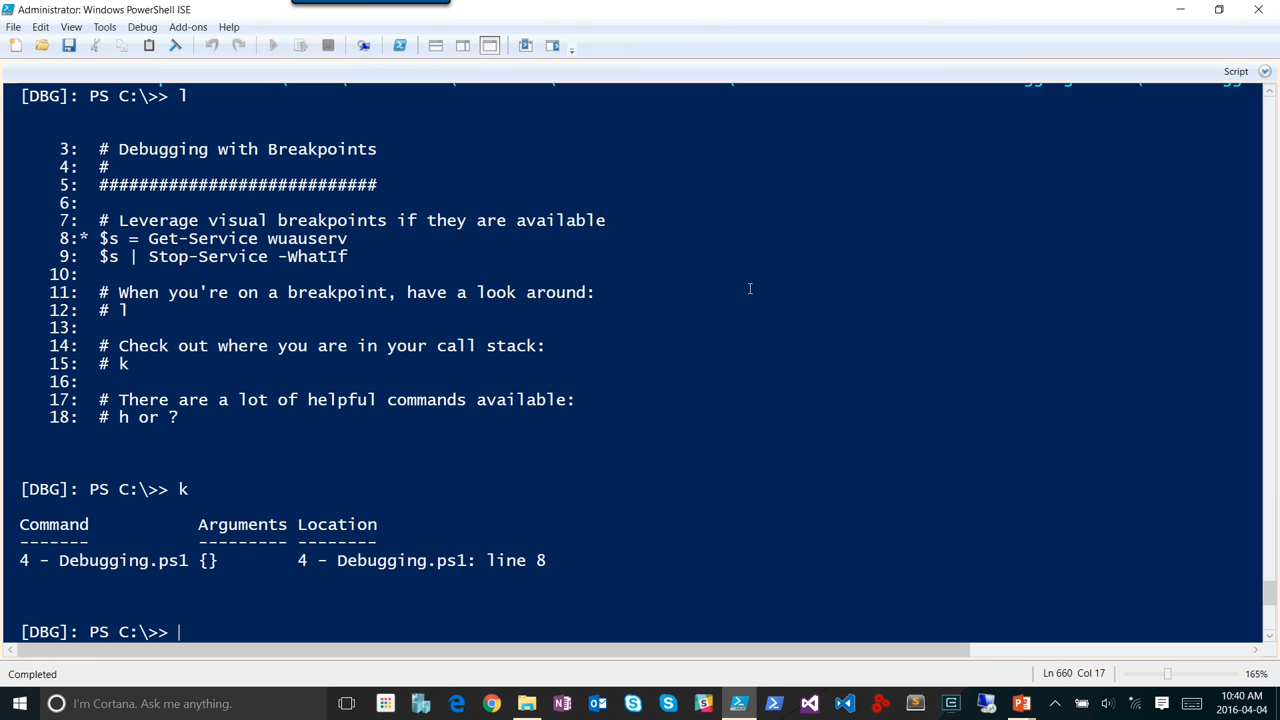 Administrator: Windows PowerShell ISE
File Edit View Tools Debug Add-ons Help
Script
[DBG]: PS C:\>> l
3: # Debugging with Breakpoints
4: #
5: ############################
6:
7: # Leverage visual breakpoints if they are available
8:* $s = Get-Service wuauserv
9: $s | Stop-Service -WhatIf
10:
11: # When you're on a breakpoint, have a look around:
12: # l
13:
14: # Check out where you are in your call stack:
15: # k
16:
17: # There are a lot of helpful commands available:
18: # h or ?
[DBG]: PS C:\>> k
Command Arguments Location
------- --------- --------
4 - Debugging.ps1 {} 4 - Debugging.ps1: line 8
[DBG]: PS C:\>>
Completed Ln 660 Col 17 165%
I'm Cortana. Ask me anything. 10:40 AM
2016-04-04